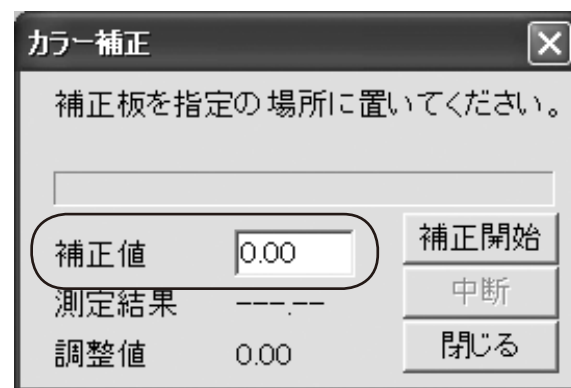 カラー補正
補正板を指定の場所に置いてください。
補正値 0.00 補正開始
測定結果 ---.-- 中断
調整値 0.00 閉じる